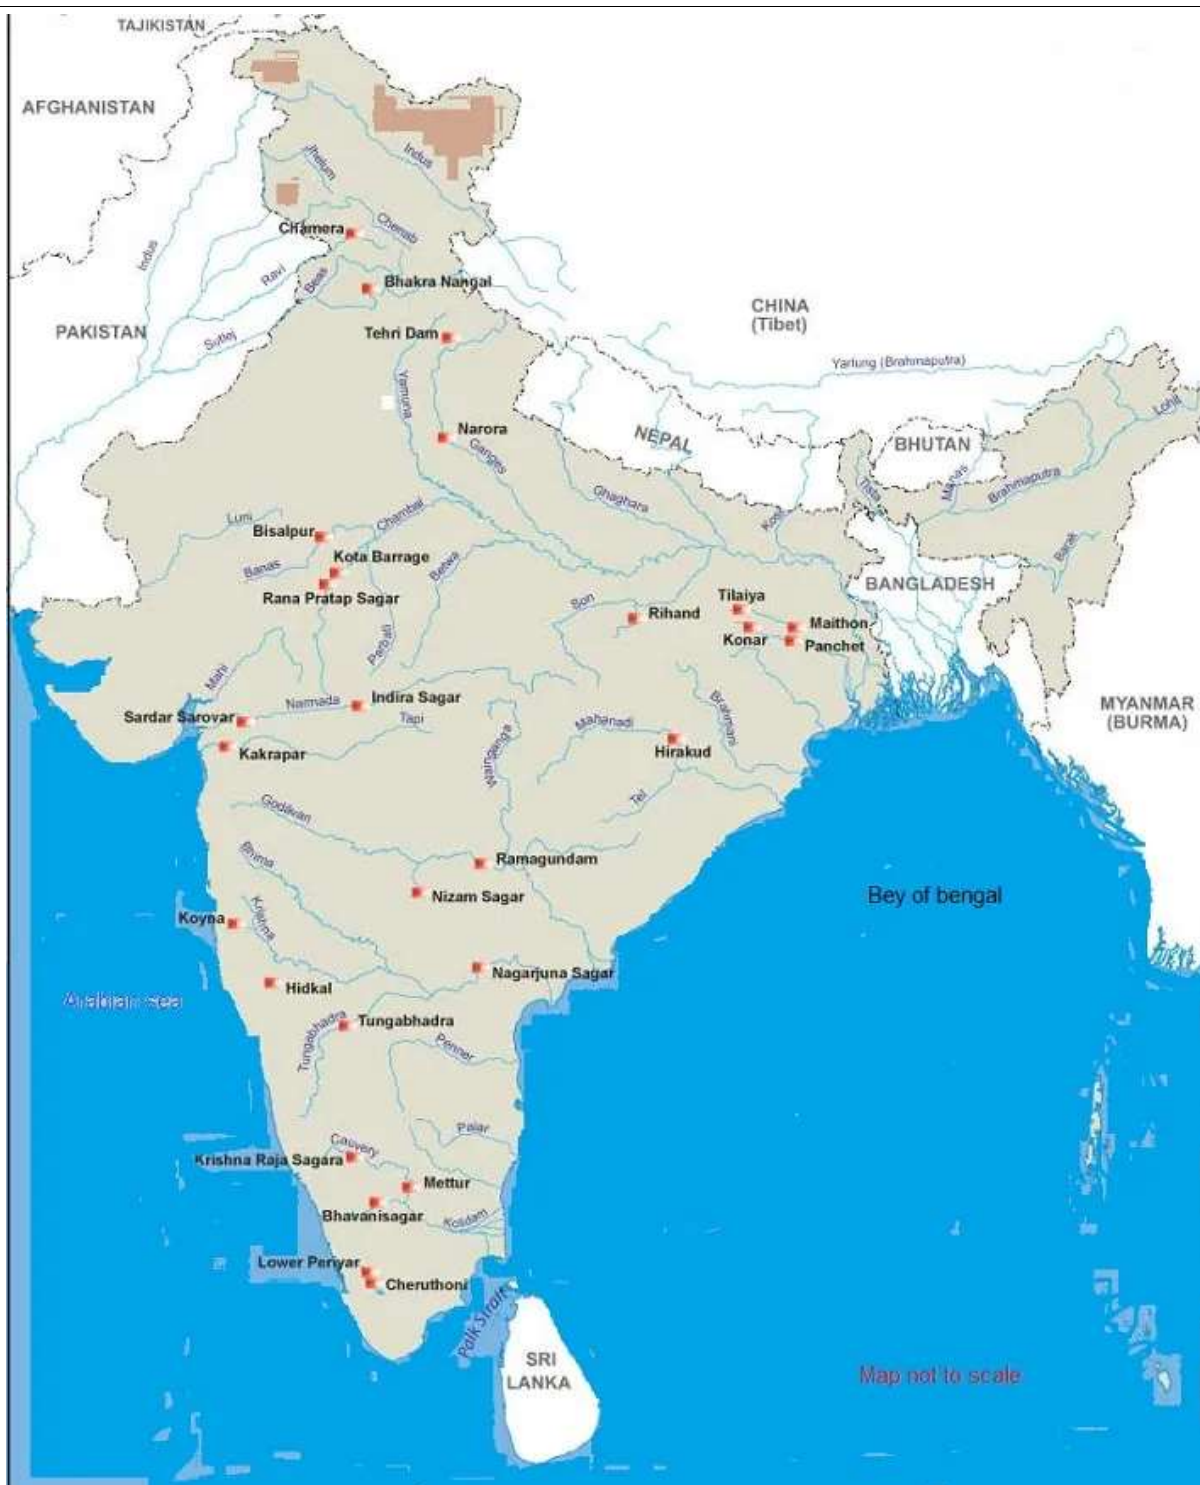 TAJIKISTAN
AFGHANISTAN
Indus
Jhelum
Chamera
Chenab
Indus
Ravi
Beas
Bhakra Nangal
CHINA
(Tibet)
PAKISTAN
Sutlej
Tehri Dam
Yarlung (Brahmaputra)
Yamuna
Lohit
Narora
NEPAL
BHUTAN
Ganges
Ghaghara
Tista
Manas
Brahmaputra
Luni
Chambal
Kosi
Bisalpur
Banas
Kota Barrage
Betwa
Barak
BANGLADESH
Rana Pratap Sagar
Son
Rihand
Tilaiya
Maithon
Konar
Panchet
Parbati
Mahi
Narmada
Indira Sagar
Brahmani
MYANMAR
(BURMA)
Sardar Sarovar
Tapi
Mahanadi
Kakrapar
Wainganga
Hirakud
Tel
Godavari
Bhima
Ramagundam
Nizam Sagar
Bey of bengal
Koyna
Krishna
Nagarjuna Sagar
Hidkal
Arabian sea
Tungabhadra
Tungabhadra
Penner
Palar
Cauvery
Krishna Raja Sagara
Mettur
Bhavanisagar
Lower Periyar
Cheruthoni
Palk Strait
SRI
LANKA
Map not to scale